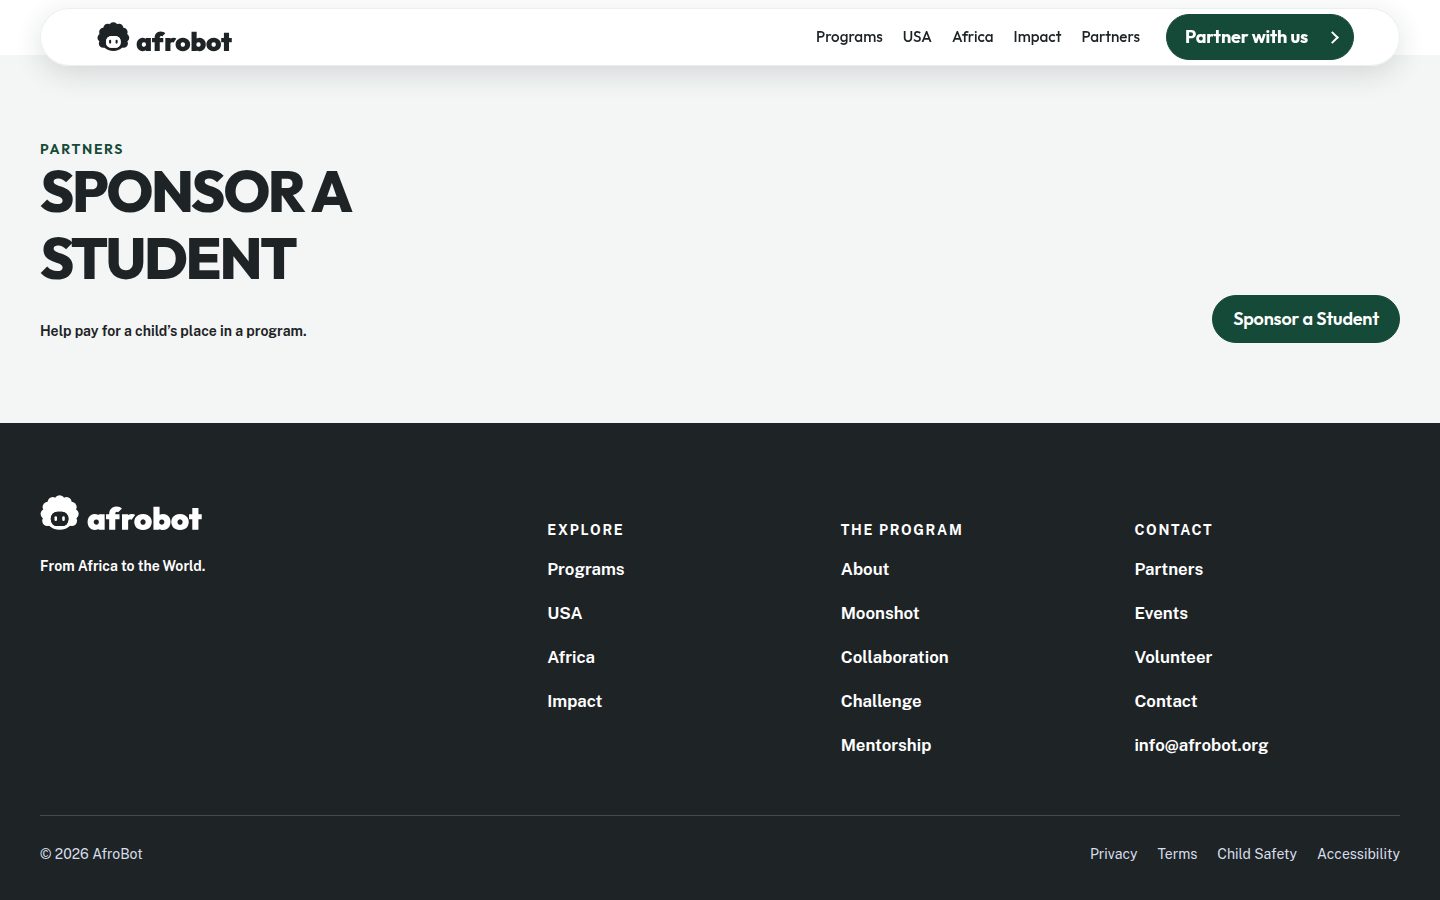 afrobot
Programs USA Africa Impact Partners Partner with us
PARTNERS
SPONSOR A
STUDENT
Help pay for a child’s place in a program.
Sponsor a Student
afrobot
From Africa to the World.
EXPLORE
Programs
USA
Africa
Impact
THE PROGRAM
About
Moonshot
Collaboration
Challenge
Mentorship
CONTACT
Partners
Events
Volunteer
Contact
info@afrobot.org
© 2026 AfroBot
Privacy Terms Child Safety Accessibility